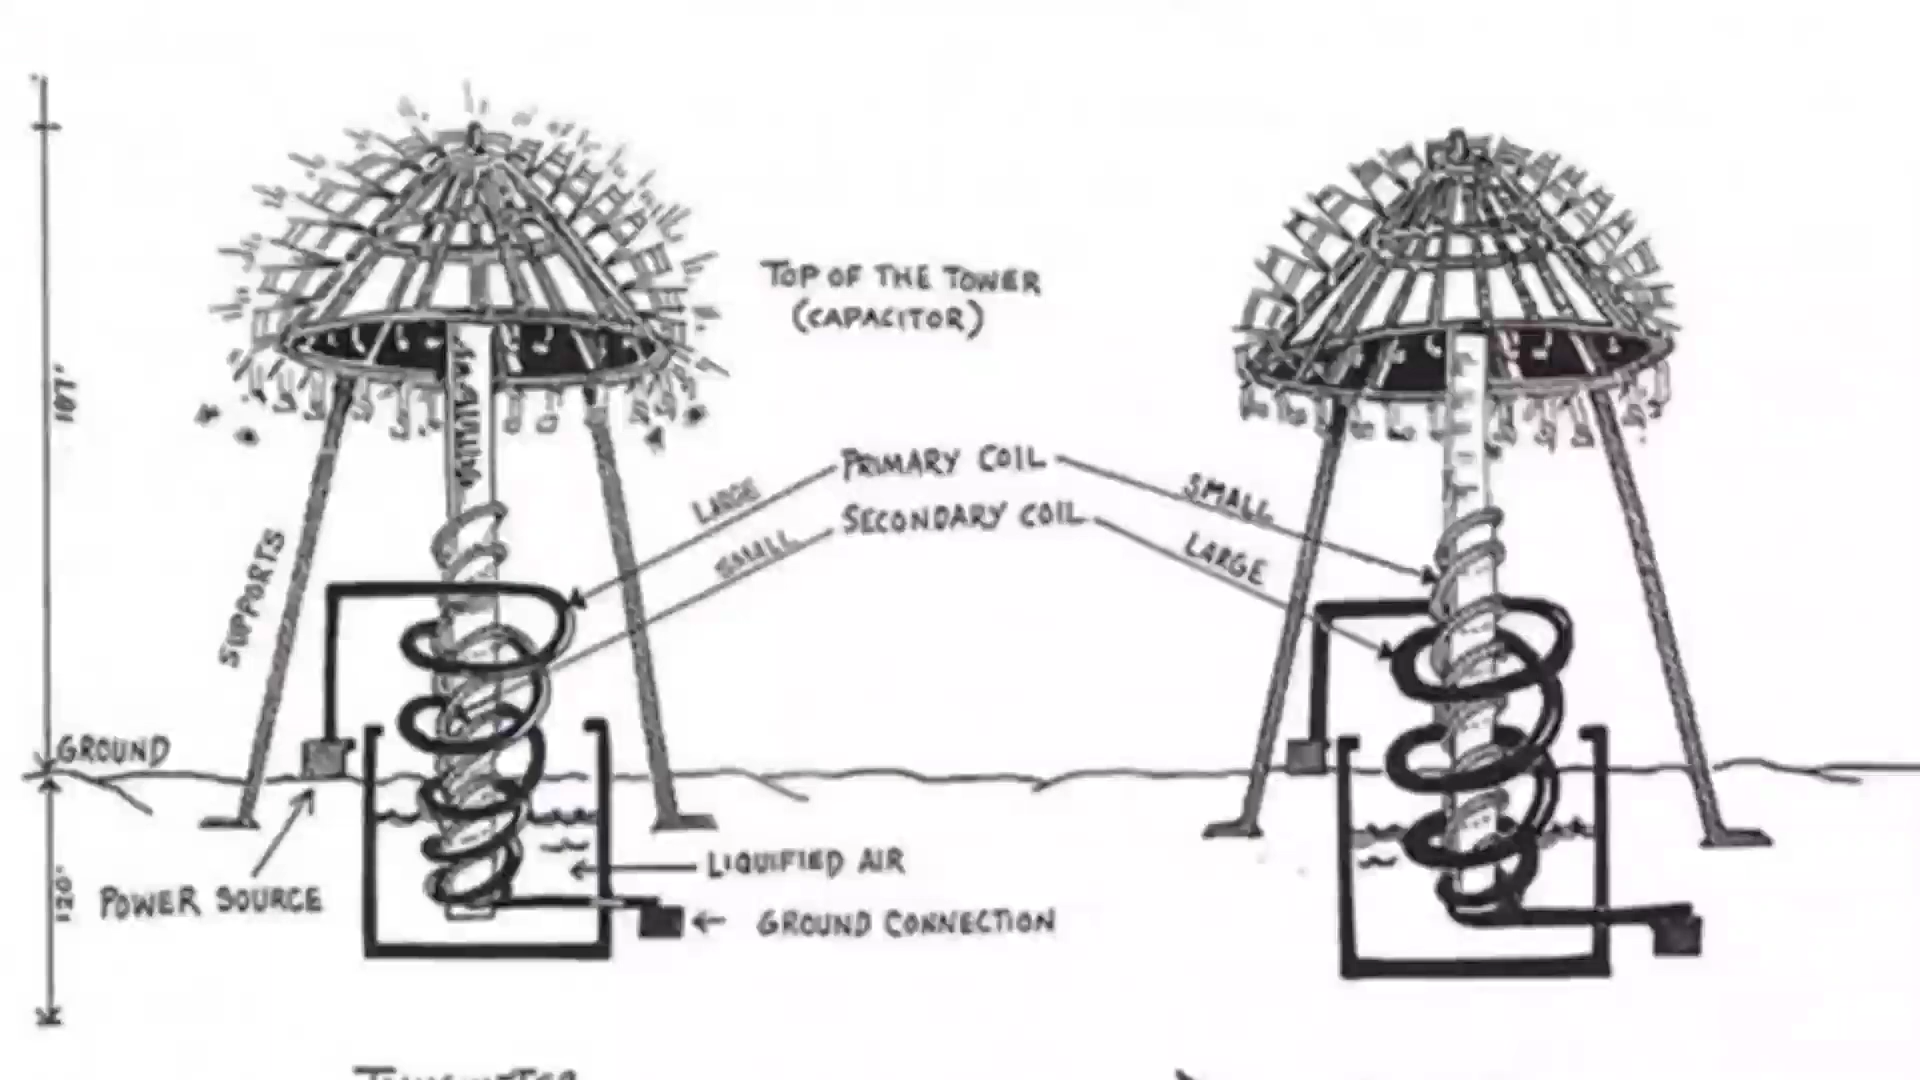 TOP OF THE TOWER
(CAPACITOR)
107'
PRIMARY COIL
LARGE
SMALL
SECONDARY COIL
SMALL
LARGE
SUPPORTS
GROUND
120'
POWER SOURCE
LIQUIFIED AIR
GROUND CONNECTION